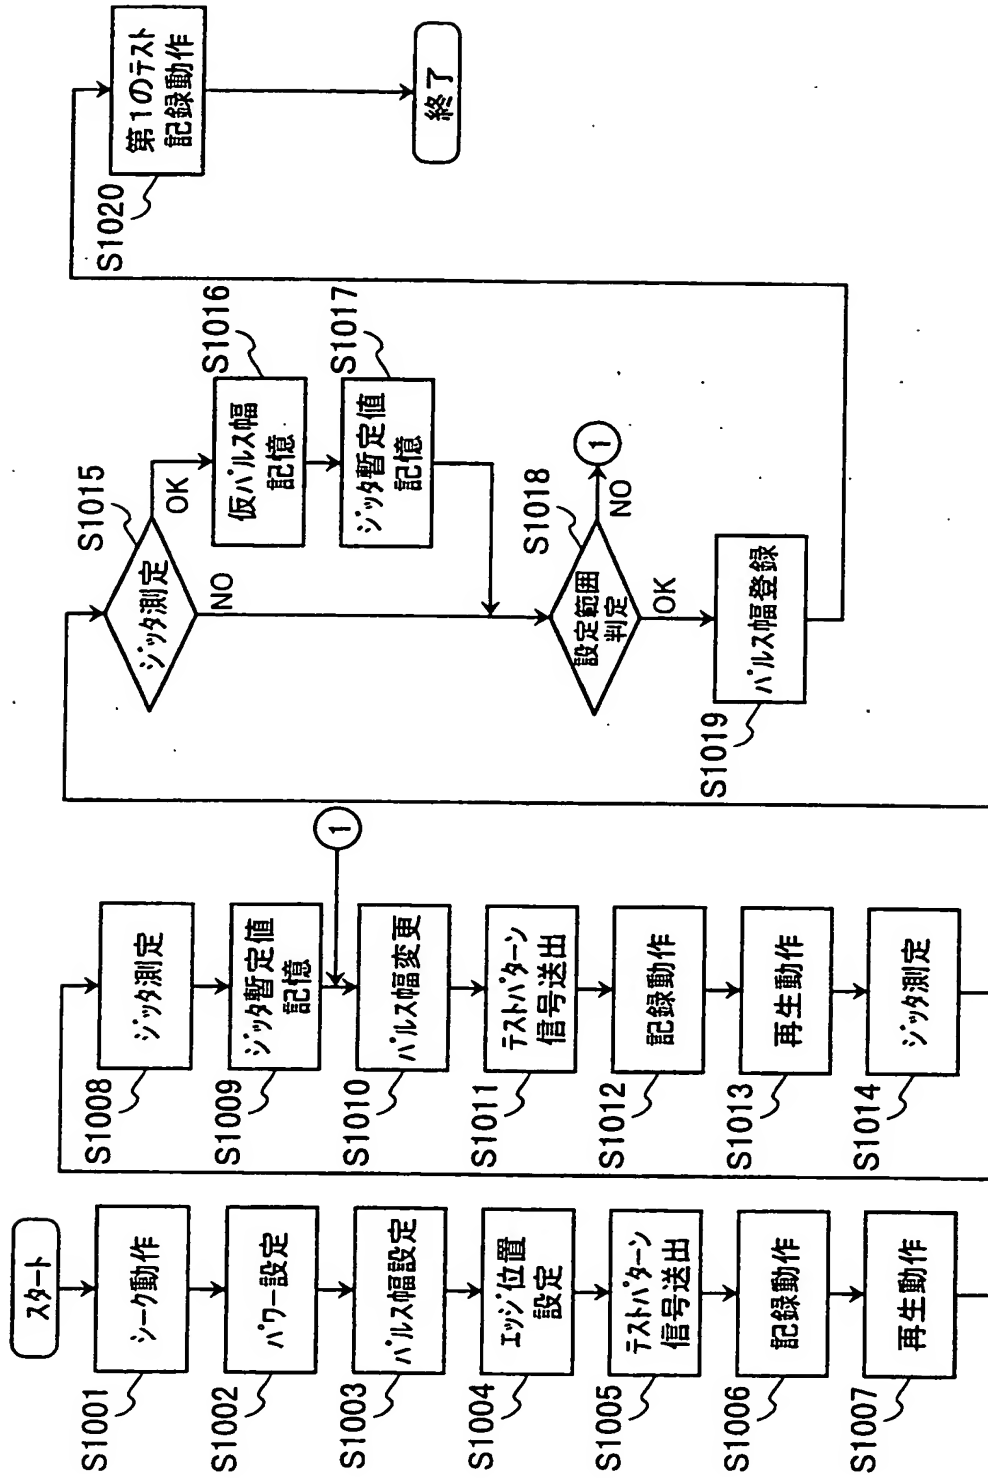 スタート
S1001
シーク動作
S1002
パワー設定
S1003
パルス幅設定
S1004
エッジ位置
設定
S1005
テストパターン
信号送出
S1006
記録動作
S1007
再生動作
S1008
ジッタ測定
S1009
ジッタ暫定値
記憶
1
S1010
パルス幅変更
S1011
テストパターン
信号送出
S1012
記録動作
S1013
再生動作
S1014
ジッタ測定
S1015
ジッタ測定
OK
NO
S1016
仮パルス幅
記憶
S1017
ジッタ暫定値
記憶
S1018
設定範囲
判定
NO
1
OK
S1019
パルス幅登録
S1020
第1のテスト
記録動作
終了